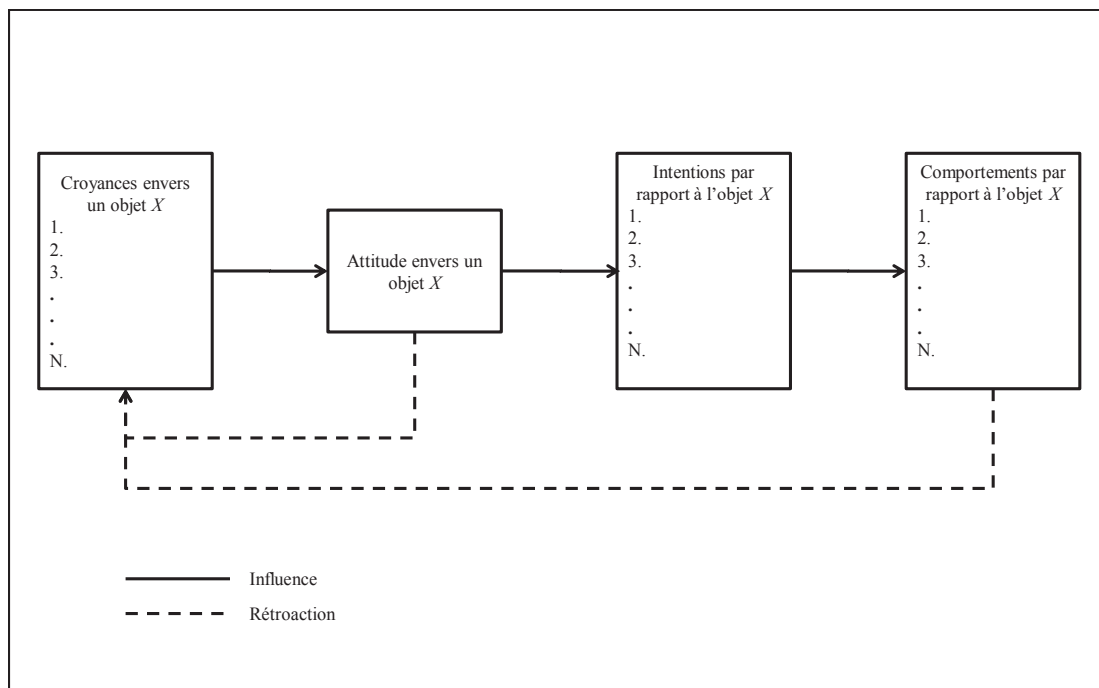 Croyances envers
un objet X
1.
2.
3.
.
.
.
N.
Attitude envers un
objet X
Intentions par
rapport à l'objet X
1.
2.
3.
.
.
.
N.
Comportements par
rapport à l'objet X
1.
2.
3.
.
.
.
N.
Influence
Rétroaction